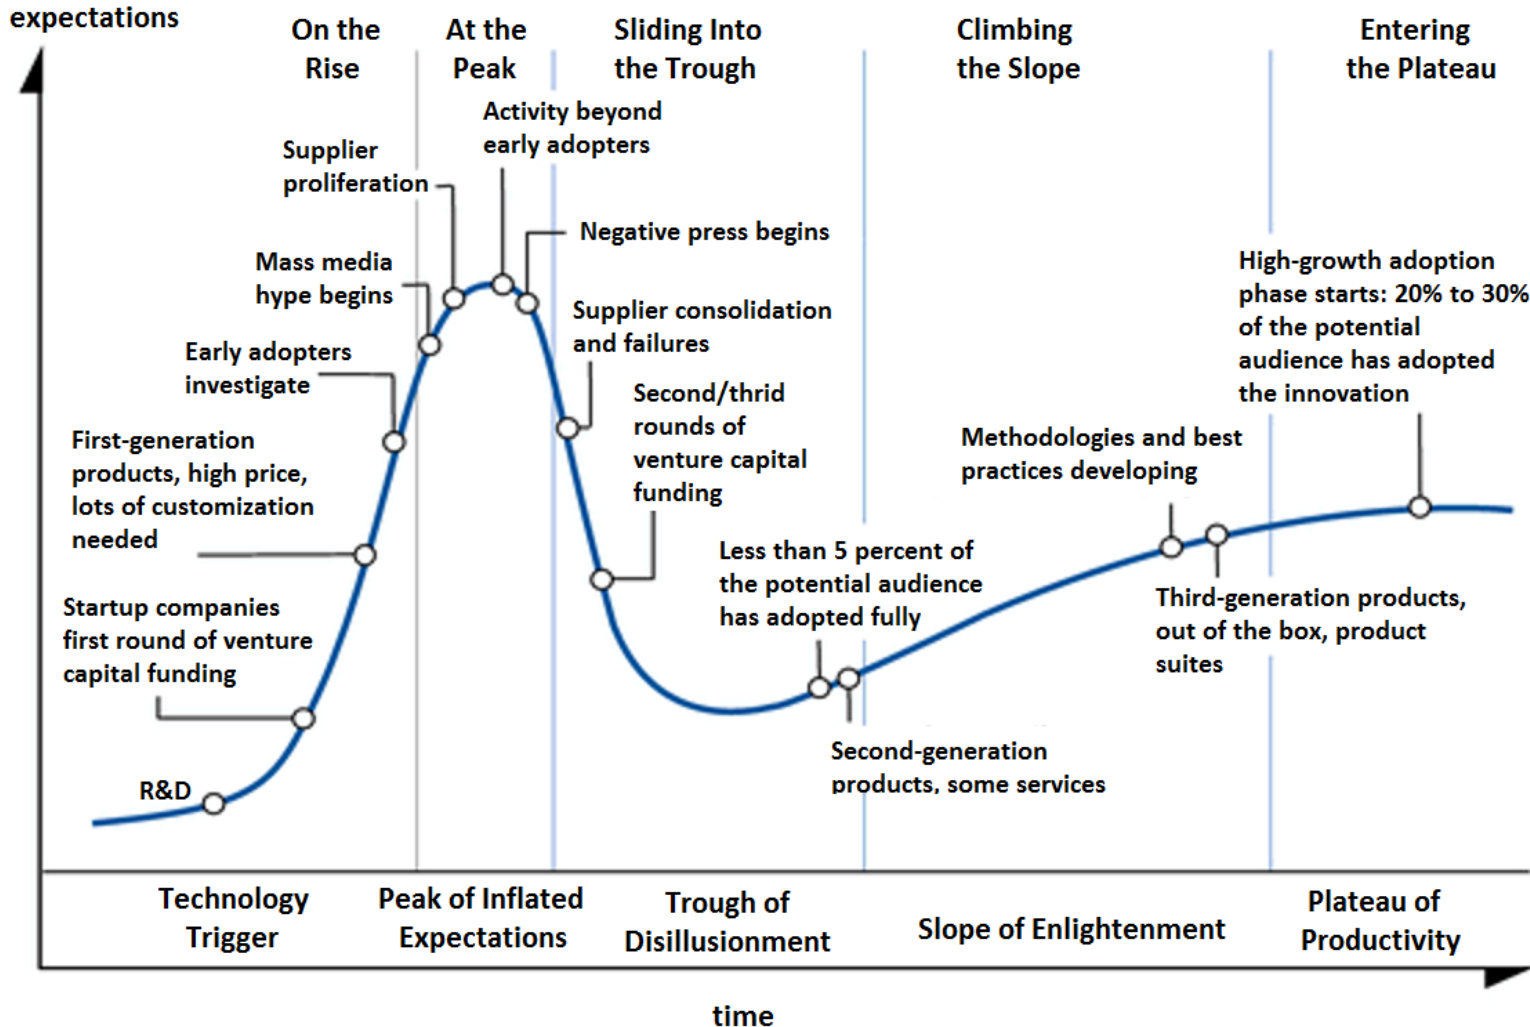 expectations
On the
Rise
At the
Peak
Sliding Into
the Trough
Climbing
the Slope
Entering
the Plateau
Activity beyond
early adopters
Supplier
proliferation
Negative press begins
Mass media
hype begins
High-growth adoption
phase starts: 20% to 30%
of the potential
audience has adopted
the innovation
Supplier consolidation
and failures
Early adopters
investigate
Second/thrid
rounds of
venture capital
funding
First-generation
products, high price,
lots of customization
needed
Methodologies and best
practices developing
Less than 5 percent of
the potential audience
has adopted fully
Startup companies
first round of venture
capital funding
Third-generation products,
out of the box, product
suites
Second-generation
products, some services
R&D
Technology
Trigger
Peak of Inflated
Expectations
Trough of
Disillusionment
Slope of Enlightenment
Plateau of
Productivity
time